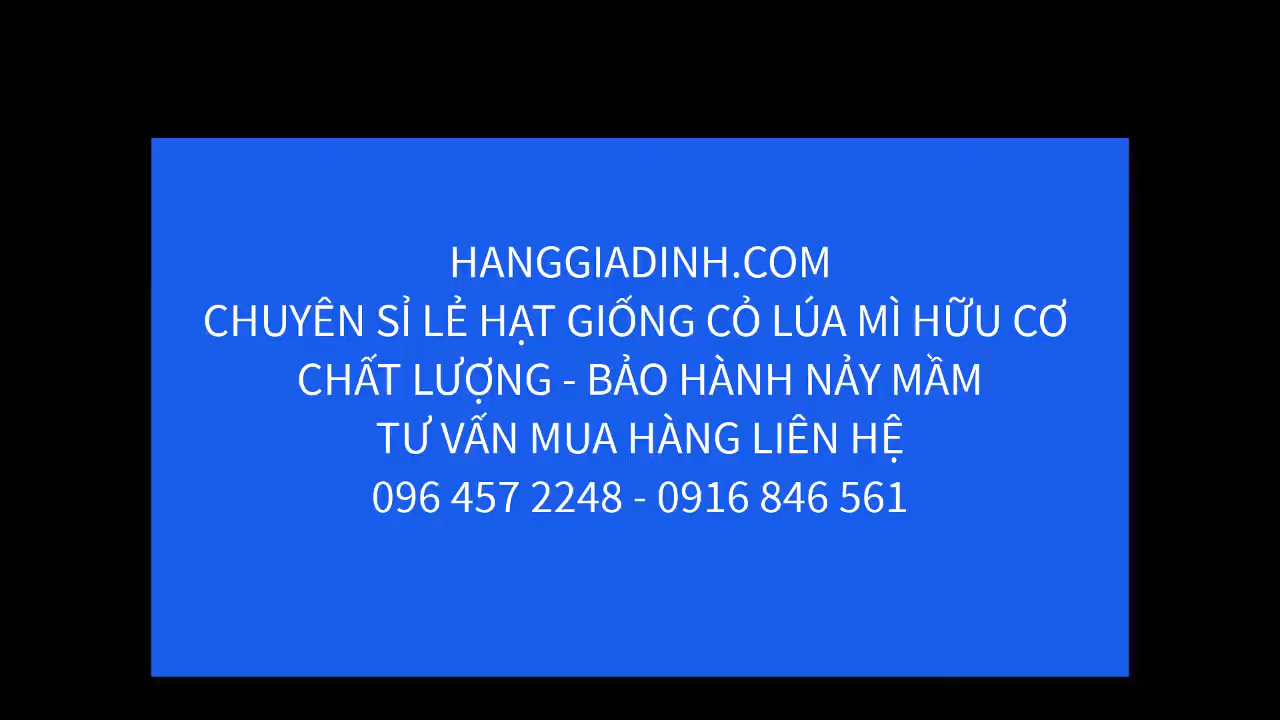 HANGGIADINH.COM
CHUYÊN SỈ LẺ HẠT GIỐNG CỎ LÚA MÌ HỮU CƠ
CHẤT LƯỢNG - BẢO HÀNH NẢY MẦM
TƯ VẤN MUA HÀNG LIÊN HỆ
096 457 2248 - 0916 846 561